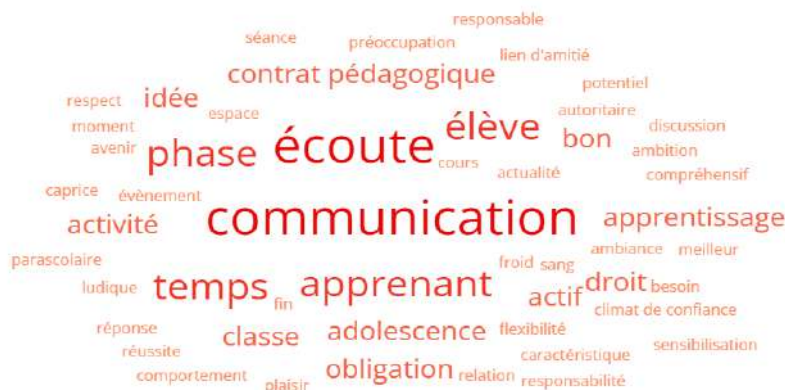 responsable
séance préoccupation
lien d'amitié
contrat pédagogique
potentiel
respect idée
espace
autoritaire
moment
écoute élève bon
discussion
avenir
phase
cours
ambition
actualité
compréhensif
caprice évènement
activité
communication
apprentissage
parascolaire
ambiance meilleur
froid sang
ludique
temps
fin
apprenant
actif
droit
besoin
climat de confiance
réponse
classe
adolescence
flexibilité
sensibilisation
réussite
caractéristique
comportement
plaisir
obligation
relation
responsabilité